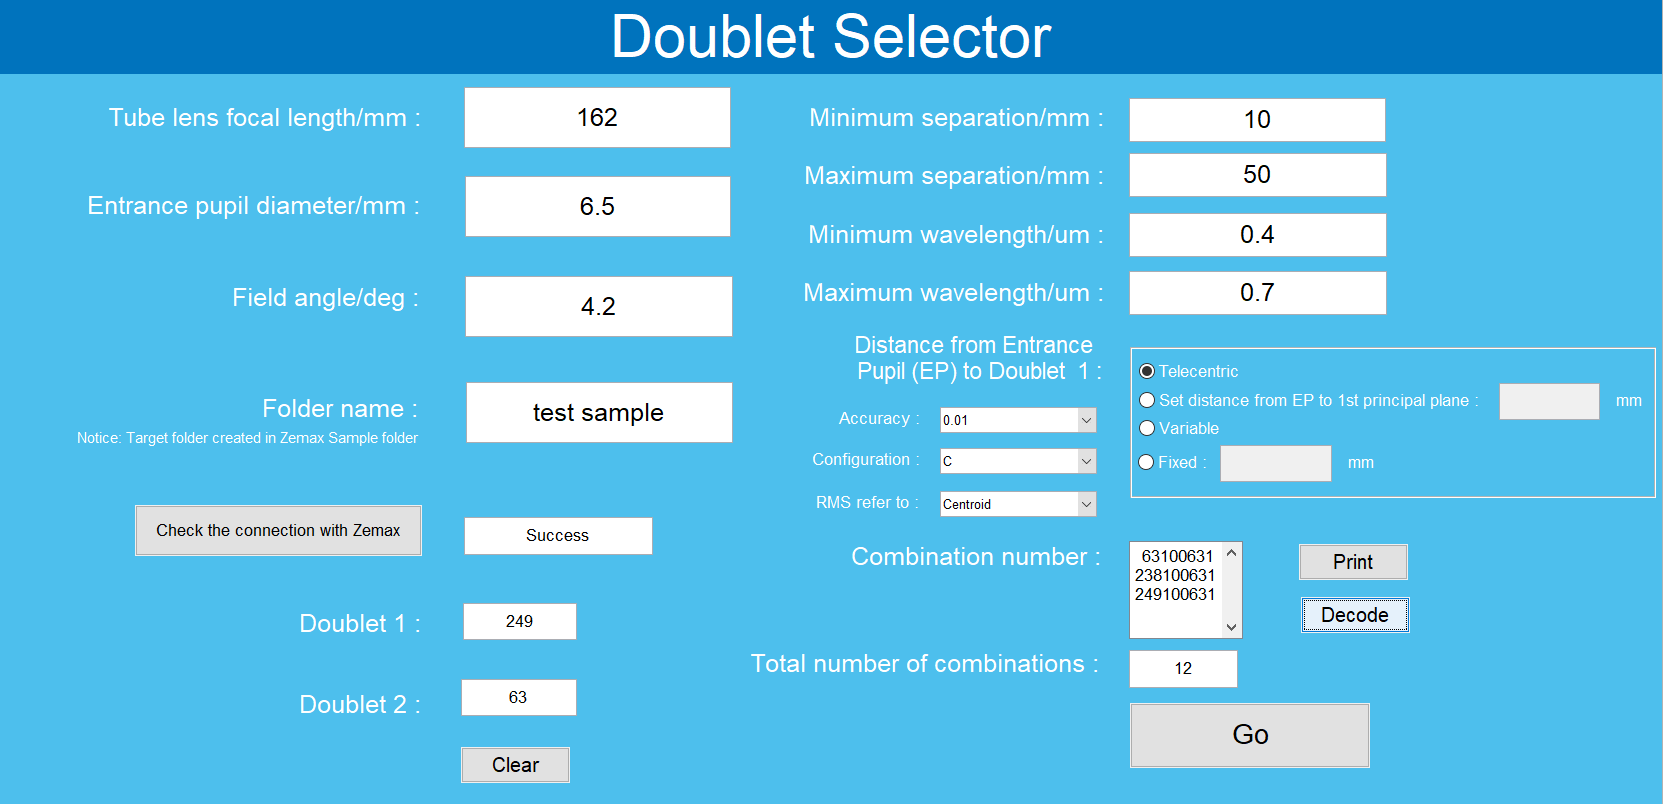 Doublet Selector
Tube lens focal length/mm :
162
Entrance pupil diameter/mm :
6.5
Field angle/deg :
4.2
Folder name :
test sample
Notice: Target folder created in Zemax Sample folder
Check the connection with Zemax
Success
Doublet 1 :
249
Doublet 2 :
63
Clear
Minimum separation/mm :
10
Maximum separation/mm :
50
Minimum wavelength/um :
0.4
Maximum wavelength/um :
0.7
Distance from Entrance
Pupil (EP) to Doublet 1 :
Telecentric
Set distance from EP to 1st principal plane :
mm
Variable
Fixed :
mm
Accuracy :
0.01
Configuration :
C
RMS refer to :
Centroid
Combination number :
63100631
238100631
249100631
Print
Decode
Total number of combinations :
12
Go